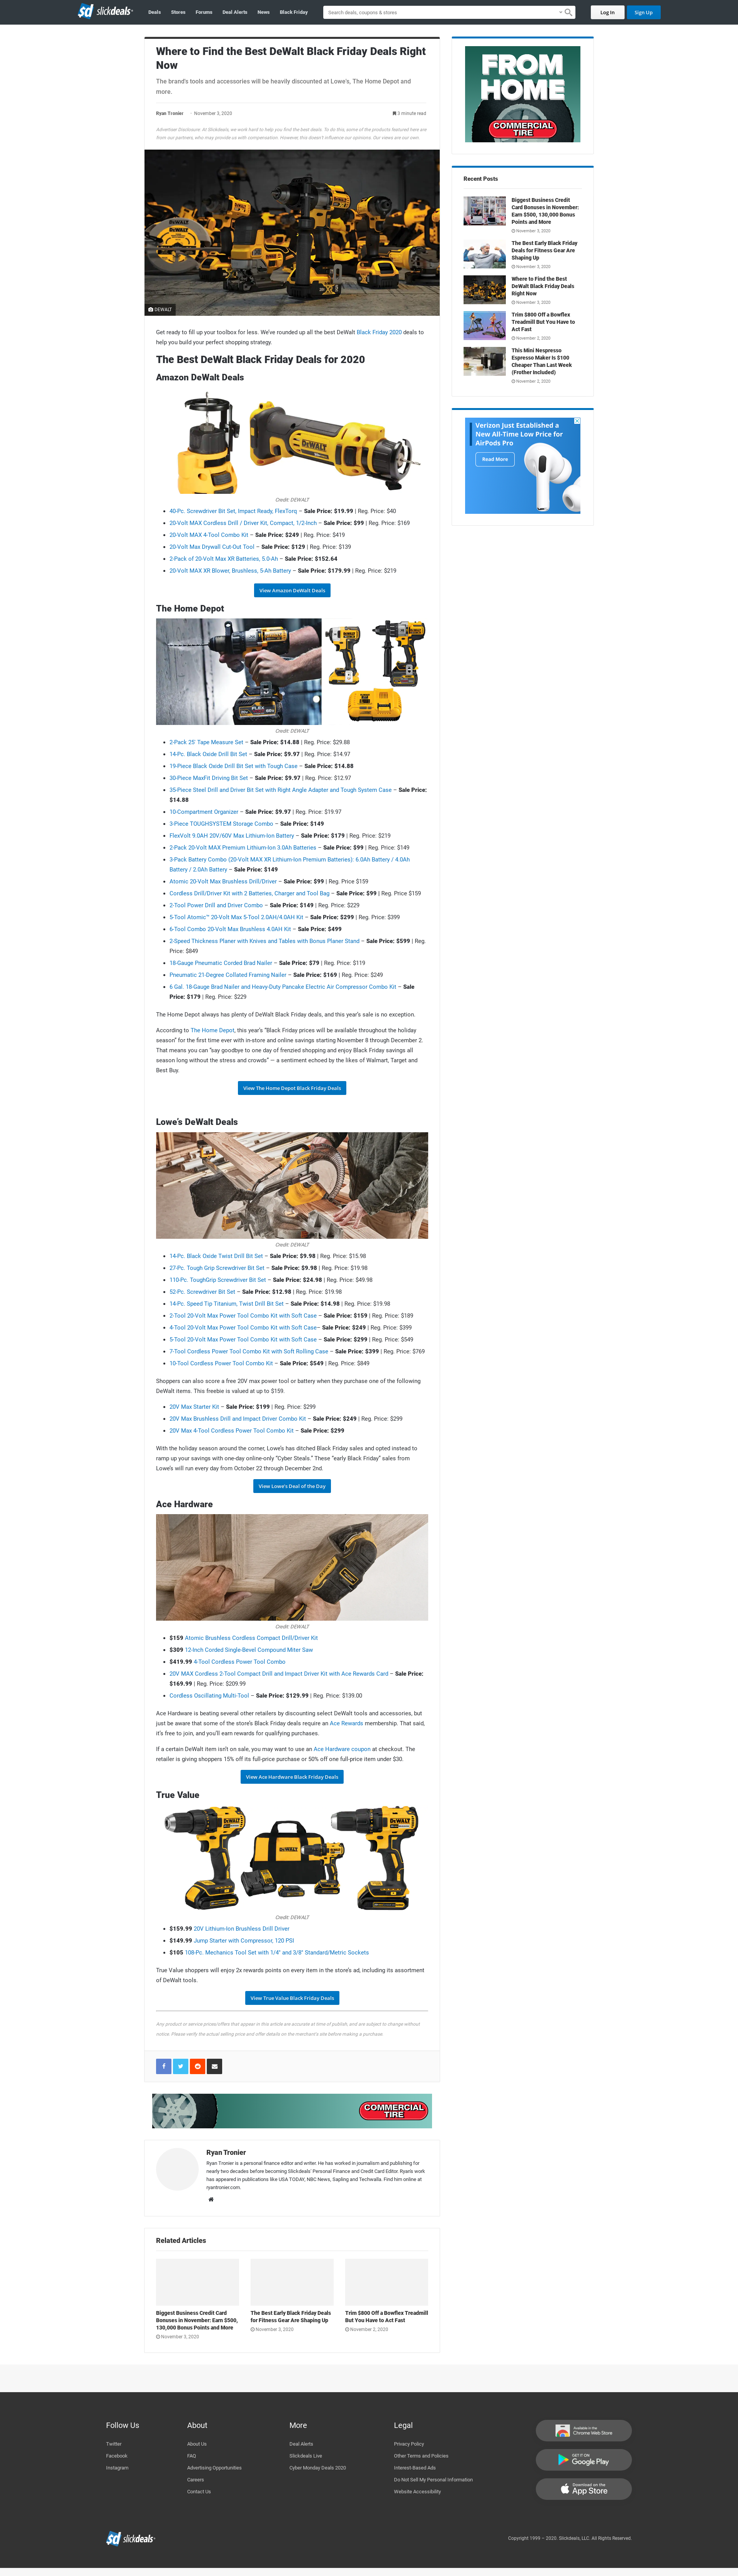 slickdeals
Deals Stores Forums Deal Alerts News Black Friday
Search deals, coupons & stores
Log In Sign Up
Where to Find the Best DeWalt Black Friday Deals Right
Now
The brand's tools and accessories will be heavily discounted at Lowe's, The Home Depot and
more.
Ryan Tronier November 3, 2020 3 minute read
Advertiser Disclosure: At Slickdeals, we work hard to help you find the best deals. To do this, some of the products featured here are
from our partners, who may provide us with compensation. However, this doesn't influence our opinions. Our views are our own.
DEWALT
Get ready to fill up your toolbox for less. We've rounded up all the best DeWalt Black Friday 2020 deals to
help you build your perfect shopping strategy.
The Best DeWalt Black Friday Deals for 2020
Amazon DeWalt Deals
Credit: DEWALT
40-Pc. Screwdriver Bit Set, Impact Ready, FlexTorq – Sale Price: $19.99 | Reg. Price: $40
20-Volt MAX Cordless Drill / Driver Kit, Compact, 1/2-Inch – Sale Price: $99 | Reg. Price: $169
20-Volt MAX 4-Tool Combo Kit – Sale Price: $249 | Reg. Price: $419
20-Volt Max Drywall Cut-Out Tool – Sale Price: $129 | Reg. Price: $139
2-Pack of 20-Volt Max XR Batteries, 5.0-Ah – Sale Price: $152.64
20-Volt MAX XR Blower, Brushless, 5-Ah Battery – Sale Price: $179.99 | Reg. Price: $219
View Amazon DeWalt Deals
The Home Depot
Credit: DEWALT
2-Pack 25' Tape Measure Set – Sale Price: $14.88 | Reg. Price: $29.88
14-Pc. Black Oxide Drill Bit Set – Sale Price: $9.97 | Reg. Price: $14.97
19-Piece Black Oxide Drill Bit Set with Tough Case – Sale Price: $14.88
30-Piece MaxFit Driving Bit Set – Sale Price: $9.97 | Reg. Price: $12.97
35-Piece Steel Drill and Driver Bit Set with Right Angle Adapter and Tough System Case – Sale Price:
$14.88
10-Compartment Organizer – Sale Price: $9.97 | Reg. Price: $19.97
3-Piece TOUGHSYSTEM Storage Combo – Sale Price: $149
FlexVolt 9.0AH 20V/60V Max Lithium-Ion Battery – Sale Price: $179 | Reg. Price: $219
2-Pack 20-Volt MAX Premium Lithium-Ion 3.0Ah Batteries – Sale Price: $99 | Reg. Price: $149
3-Pack Battery Combo (20-Volt MAX XR Lithium-Ion Premium Batteries): 6.0Ah Battery / 4.0Ah
Battery / 2.0Ah Battery – Sale Price: $149
Atomic 20-Volt Max Brushless Drill/Driver – Sale Price: $99 | Reg. Price $159
Cordless Drill/Driver Kit with 2 Batteries, Charger and Tool Bag – Sale Price: $99 | Reg. Price $159
2-Tool Power Drill and Driver Combo – Sale Price: $149 | Reg. Price: $229
5-Tool Atomic™ 20-Volt Max 5-Tool 2.0AH/4.0AH Kit – Sale Price: $299 | Reg. Price: $399
6-Tool Combo 20-Volt Max Brushless 4.0AH Kit – Sale Price: $499
2-Speed Thickness Planer with Knives and Tables with Bonus Planer Stand – Sale Price: $599 | Reg.
Price: $849
18-Gauge Pneumatic Corded Brad Nailer – Sale Price: $79 | Reg. Price: $119
Pneumatic 21-Degree Collated Framing Nailer – Sale Price: $169 | Reg. Price: $249
6 Gal. 18-Gauge Brad Nailer and Heavy-Duty Pancake Electric Air Compressor Combo Kit – Sale
Price: $179 | Reg. Price: $229
The Home Depot always has plenty of DeWalt Black Friday deals, and this year's sale is no exception.
According to The Home Depot, this year's "Black Friday prices will be available throughout the holiday
season" for the first time ever with in-store and online savings starting November 8 through December 2.
That means you can "say goodbye to one day of frenzied shopping and enjoy Black Friday savings all
season long without the stress and crowds" — a sentiment echoed by the likes of Walmart, Target and
Best Buy.
View The Home Depot Black Friday Deals
Lowe's DeWalt Deals
Credit: DEWALT
14-Pc. Black Oxide Twist Drill Bit Set – Sale Price: $9.98 | Reg. Price: $15.98
27-Pc. Tough Grip Screwdriver Bit Set – Sale Price: $9.98 | Reg. Price: $19.98
110-Pc. ToughGrip Screwdriver Bit Set – Sale Price: $24.98 | Reg. Price: $49.98
52-Pc. Screwdriver Bit Set – Sale Price: $12.98 | Reg. Price: $19.98
14-Pc. Speed Tip Titanium, Twist Drill Bit Set – Sale Price: $14.98 | Reg. Price: $19.98
2-Tool 20-Volt Max Power Tool Combo Kit with Soft Case – Sale Price: $159 | Reg. Price: $189
4-Tool 20-Volt Max Power Tool Combo Kit with Soft Case– Sale Price: $249 | Reg. Price: $399
5-Tool 20-Volt Max Power Tool Combo Kit with Soft Case – Sale Price: $299 | Reg. Price: $549
7-Tool Cordless Power Tool Combo Kit with Soft Rolling Case – Sale Price: $399 | Reg. Price: $769
10-Tool Cordless Power Tool Combo Kit – Sale Price: $549 | Reg. Price: $849
Shoppers can also score a free 20V max power tool or battery when they purchase one of the following
DeWalt items. This freebie is valued at up to $159.
20V Max Starter Kit – Sale Price: $199 | Reg. Price: $299
20V Max Brushless Drill and Impact Driver Combo Kit – Sale Price: $249 | Reg. Price: $299
20V Max 4-Tool Cordless Power Tool Combo Kit – Sale Price: $299
With the holiday season around the corner, Lowe's has ditched Black Friday sales and opted instead to
ramp up your savings with one-day online-only "Cyber Steals." These "early Black Friday" sales from
Lowe's will run every day from October 22 through December 2nd.
View Lowe's Deal of the Day
Ace Hardware
Credit: DEWALT
$159 Atomic Brushless Cordless Compact Drill/Driver Kit
$309 12-Inch Corded Single-Bevel Compound Miter Saw
$419.99 4-Tool Cordless Power Tool Combo
20V MAX Cordless 2-Tool Compact Drill and Impact Driver Kit with Ace Rewards Card – Sale Price:
$169.99 | Reg. Price: $209.99
Cordless Oscillating Multi-Tool – Sale Price: $129.99 | Reg. Price: $139.00
Ace Hardware is beating several other retailers by discounting select DeWalt tools and accessories, but
just be aware that some of the store's Black Friday deals require an Ace Rewards membership. That said,
it's free to join, and you'll earn rewards for qualifying purchases.
If a certain DeWalt item isn't on sale, you may want to use an Ace Hardware coupon at checkout. The
retailer is giving shoppers 15% off its full-price purchase or 50% off one full-price item under $30.
View Ace Hardware Black Friday Deals
True Value
Credit: DEWALT
$159.99 20V Lithium-Ion Brushless Drill Driver
$149.99 Jump Starter with Compressor, 120 PSI
$105 108-Pc. Mechanics Tool Set with 1/4" and 3/8" Standard/Metric Sockets
True Value shoppers will enjoy 2x rewards points on every item in the store's ad, including its assortment
of DeWalt tools.
View True Value Black Friday Deals
Any product or service prices/offers that appear in this article are accurate at time of publish, and are subject to change without
notice. Please verify the actual selling price and offer details on the merchant's site before making a purchase.
COMMERCIAL
TIRE
Ryan Tronier
Ryan Tronier is a personal finance editor and writer. He has worked in journalism and publishing for
nearly two decades before becoming Slickdeals' Personal Finance and Credit Card Editor. Ryan's work
has appeared in publications like USA TODAY, NBC News, Sapling and Techwalla. Find him online at
ryantronier.com.
Related Articles
Biggest Business Credit Card
Bonuses in November: Earn $500,
130,000 Bonus Points and More
November 3, 2020
The Best Early Black Friday Deals
for Fitness Gear Are Shaping Up
November 3, 2020
Trim $800 Off a Bowflex Treadmill
But You Have to Act Fast
November 2, 2020
FROM
HOME
COMMERCIAL
TIRE
Recent Posts
Biggest Business Credit
Card Bonuses in November:
Earn $500, 130,000 Bonus
Points and More
November 3, 2020
The Best Early Black Friday
Deals for Fitness Gear Are
Shaping Up
November 3, 2020
Where to Find the Best
DeWalt Black Friday Deals
Right Now
November 3, 2020
Trim $800 Off a Bowflex
Treadmill But You Have to
Act Fast
November 2, 2020
This Mini Nespresso
Espresso Maker Is $100
Cheaper Than Last Week
(Frother Included)
November 2, 2020
Verizon Just Established a
New All-Time Low Price for
AirPods Pro
Read More
Follow Us
Twitter
Facebook
Instagram
About
About Us
FAQ
Advertising Opportunities
Careers
Contact Us
More
Deal Alerts
Slickdeals Live
Cyber Monday Deals 2020
Legal
Privacy Policy
Other Terms and Policies
Interest-Based Ads
Do Not Sell My Personal Information
Website Accessibility
Available in the
Chrome Web Store
GET IT ON
Google Play
Download on the
App Store
slickdeals
Copyright 1999 – 2020. Slickdeals, LLC. All Rights Reserved.